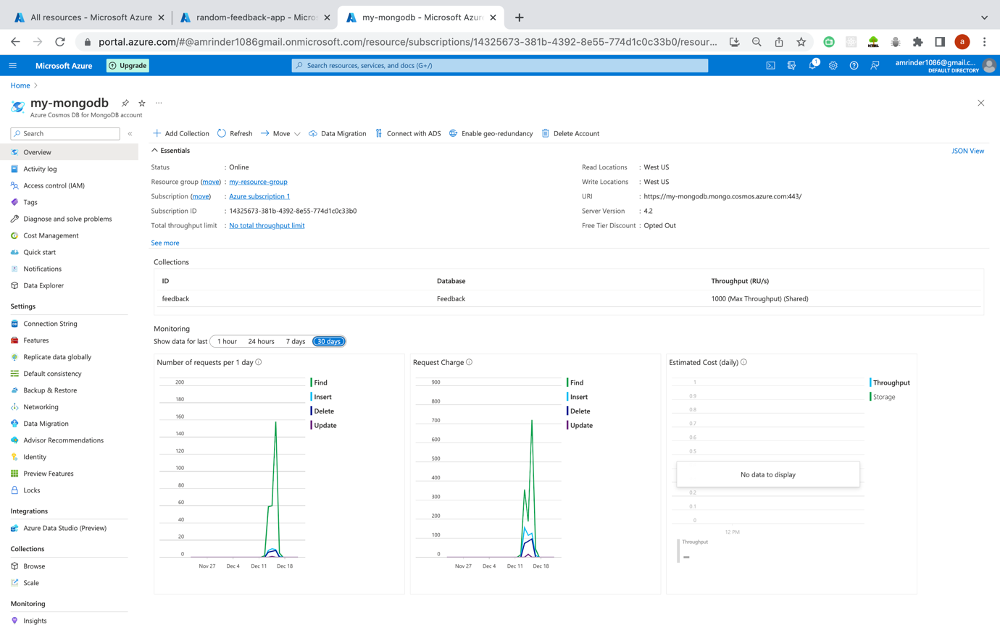 All resources - Microsoft Azure
random-feedback-app - Micros
my-mongodb - Microsoft Azure
portal.azure.com/#@amrinder1086gmail.onmicrosoft.com/resource/subscriptions/14325673-381b-4392-8e55-774d1c0c33b0/resour...
HTML
a
Microsoft Azure
Upgrade
Search resources, services, and docs (G+/)
1
amrinder1086@gmail.c...
DEFAULT DIRECTORY
Home >
my-mongodb
...
Azure Cosmos DB for MongoDB account
Search
«
Add Collection
Refresh
Move
Data Migration
Connect with ADS
Enable geo-redundancy
Delete Account
Overview
Activity log
Access control (IAM)
Tags
Diagnose and solve problems
Cost Management
Quick start
Notifications
Data Explorer
Settings
Connection String
Features
Replicate data globally
Default consistency
Backup & Restore
Networking
Data Migration
Advisor Recommendations
Identity
Preview Features
Locks
Integrations
Azure Data Studio (Preview)
Collections
Browse
Scale
Monitoring
Insights
Essentials
JSON View
Status : Online
Resource group (move) : my-resource-group
Subscription (move) : Azure subscription 1
Subscription ID : 14325673-381b-4392-8e55-774d1c0c33b0
Total throughput limit : No total throughput limit
See more
Read Locations : West US
Write Locations : West US
URI : https://my-mongodb.mongo.cosmos.azure.com:443/
Server Version : 4.2
Free Tier Discount : Opted Out
Collections
ID Database Throughput (RU/s)
feedback Feedback 1000 (Max Throughput) (Shared)
Monitoring
Show data for last 1 hour 24 hours 7 days 30 days
Number of requests per 1 day
200
180
160
140
120
100
80
60
40
20
0
Nov 27 Dec 4 Dec 11 Dec 18
Find
Insert
Delete
Update
Request Charge
900
800
700
600
500
400
300
200
100
0
Nov 27 Dec 4 Dec 11 Dec 18
Find
Insert
Delete
Update
Estimated Cost (daily)
1
0.9
0.8
0.7
0.6
0.5
No data to display
0.2
0.1
0
12 PM
Throughput
Storage
Throughput
--